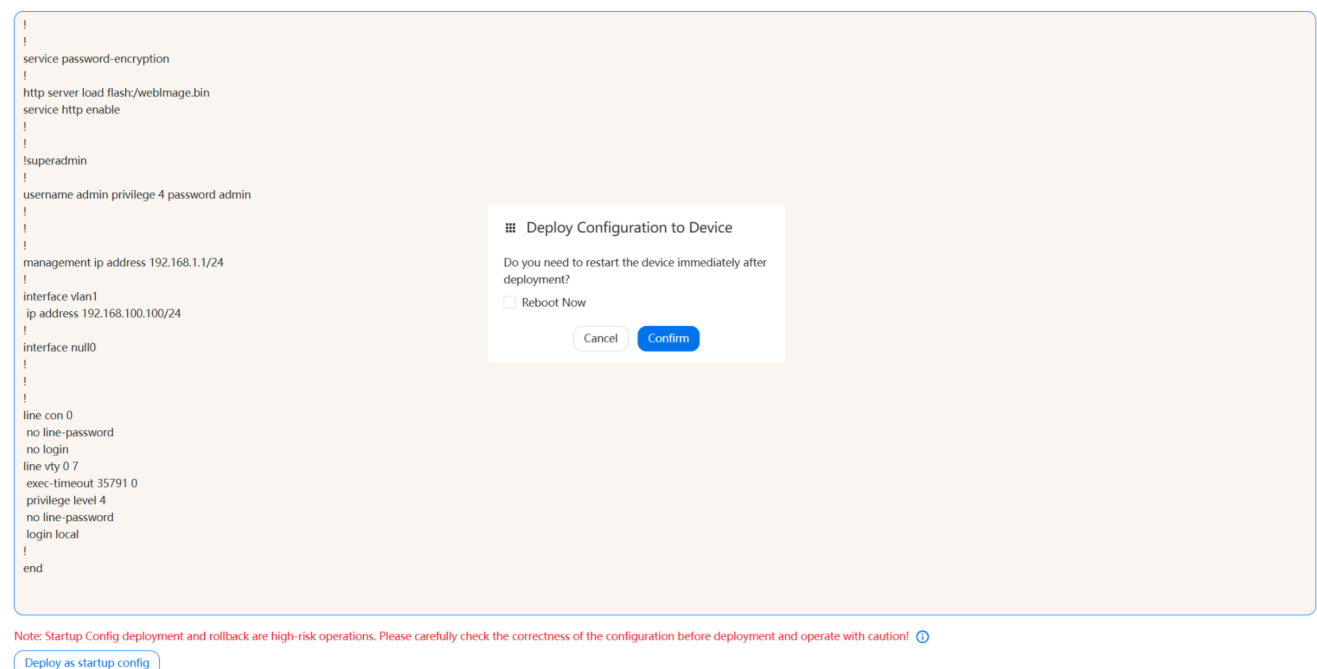 !
!
service password-encryption
!
http server load flash:/webImage.bin
service http enable
!
!
!superadmin
!
username admin privilege 4 password admin
!
!
!
management ip address 192.168.1.1/24
!
interface vlan1
ip address 192.168.100.100/24
!
interface null0
!
!
!
line con 0
no line-password
no login
line vty 0 7
exec-timeout 35791 0
privilege level 4
no line-password
login local
!
end
Deploy Configuration to Device
Do you need to restart the device immediately after
deployment?
Reboot Now
Cancel Confirm
Note: Startup Config deployment and rollback are high-risk operations. Please carefully check the correctness of the configuration before deployment and operate with caution!
Deploy as startup config